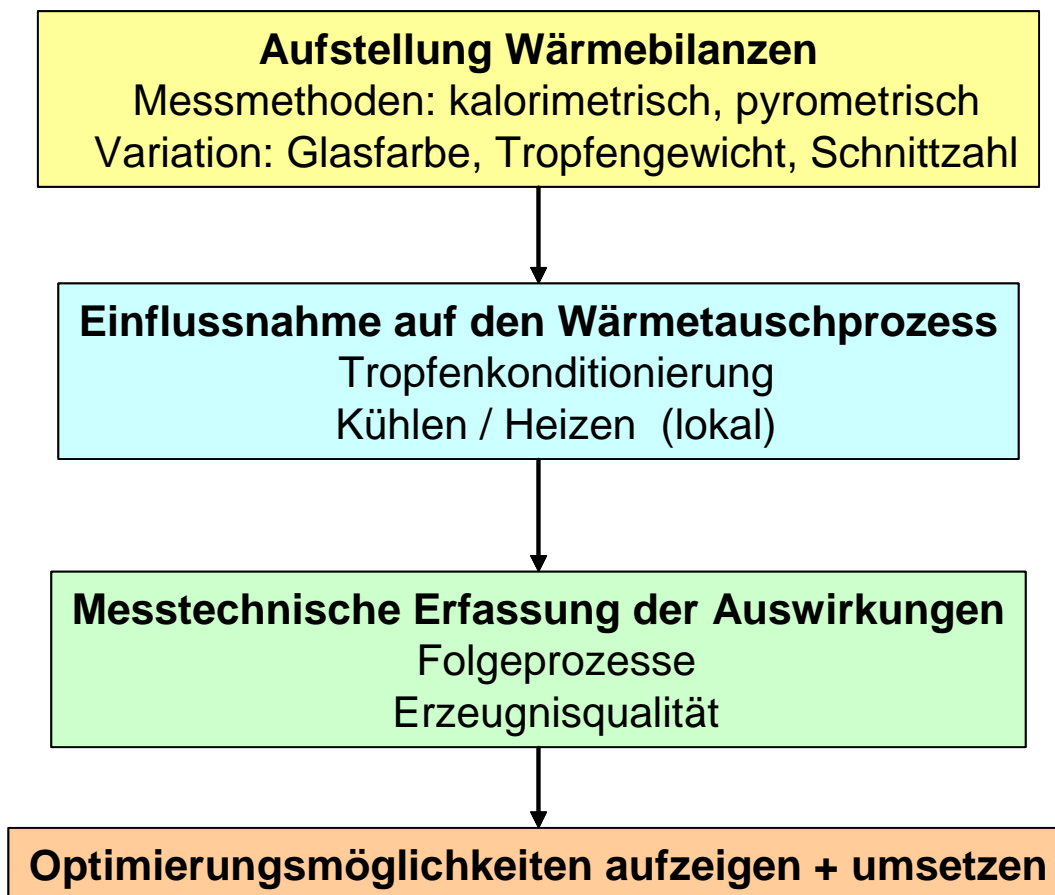 Aufstellung Wärmebilanzen
Messmethoden: kalorimetrisch, pyrometrisch
Variation: Glasfarbe, Tropfengewicht, Schnittzahl
Einflussnahme auf den Wärmetauschprozess
Tropfenkonditionierung
Kühlen / Heizen (lokal)
Messtechnische Erfassung der Auswirkungen
Folgeprozesse
Erzeugnisqualität
Optimierungsmöglichkeiten aufzeigen + umsetzen